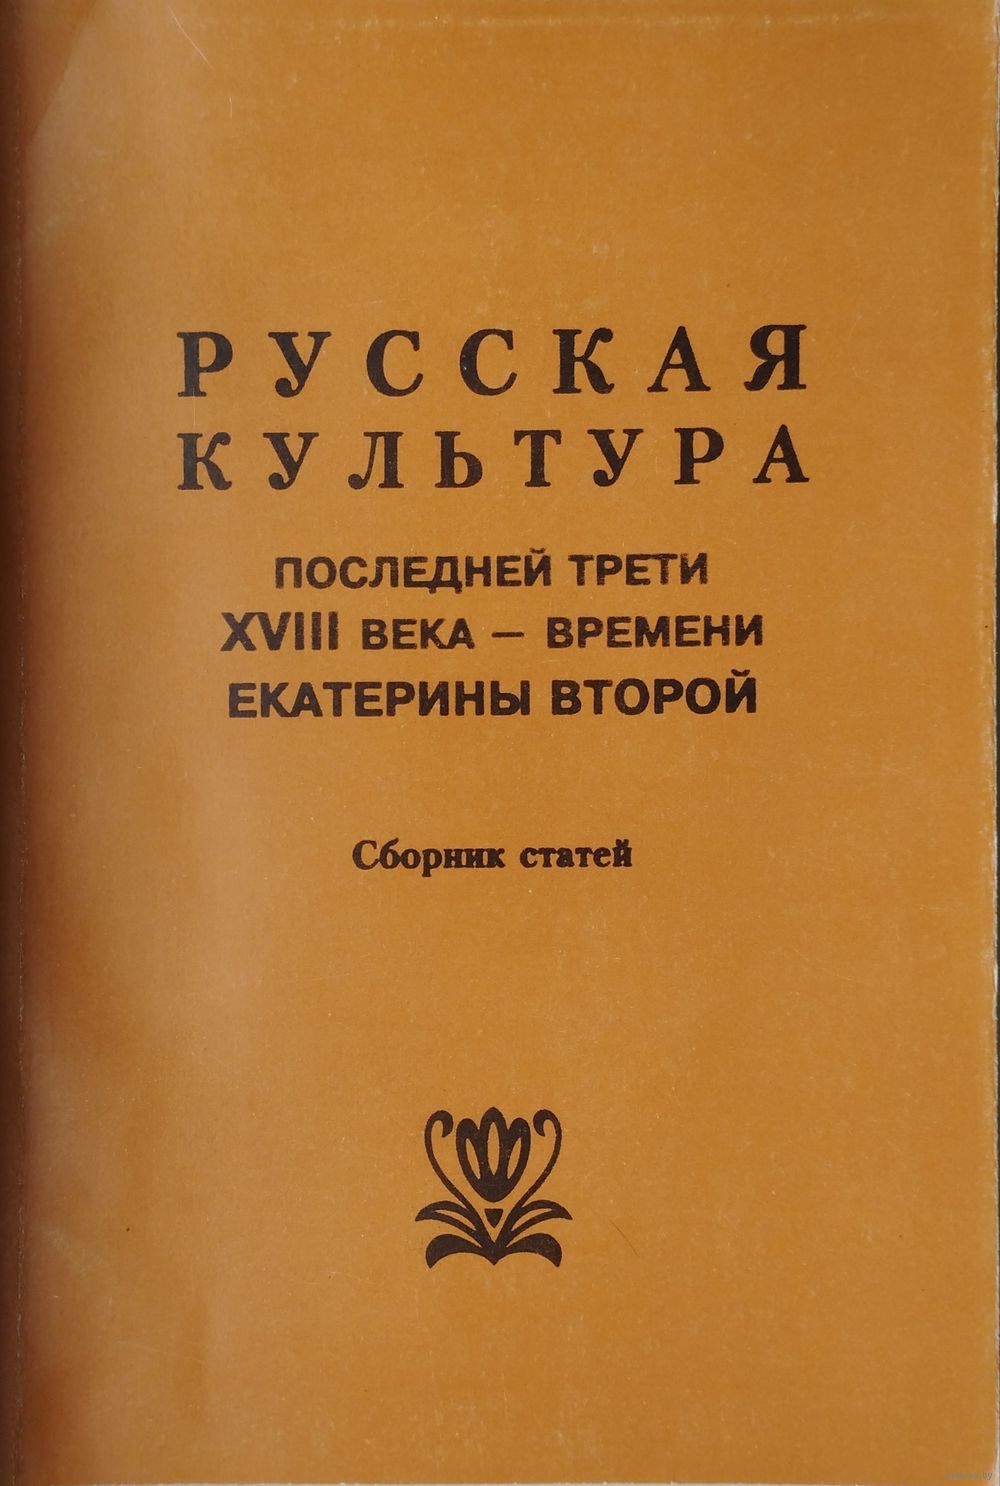 РУССКАЯ
КУЛЬТУРА
ПОСЛЕДНЕЙ ТРЕТИ
XVIII ВЕКА – ВРЕМЕНИ
ЕКАТЕРИНЫ ВТОРОЙ
Сборник статей